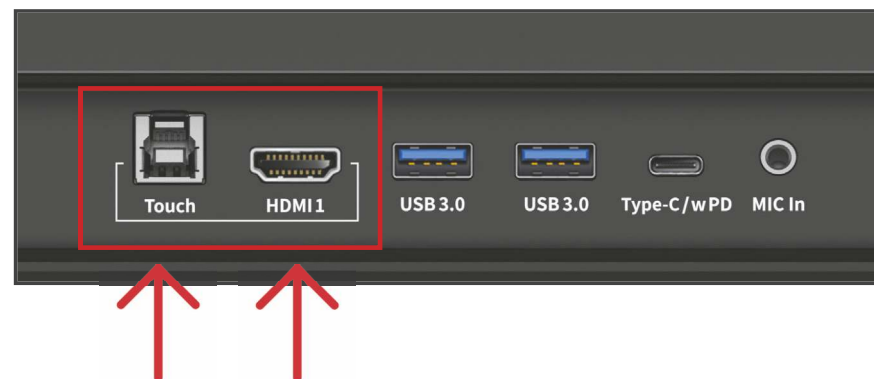 Touch
HDMI 1
USB 3.0
USB 3.0
Type-C/wPD
MIC In